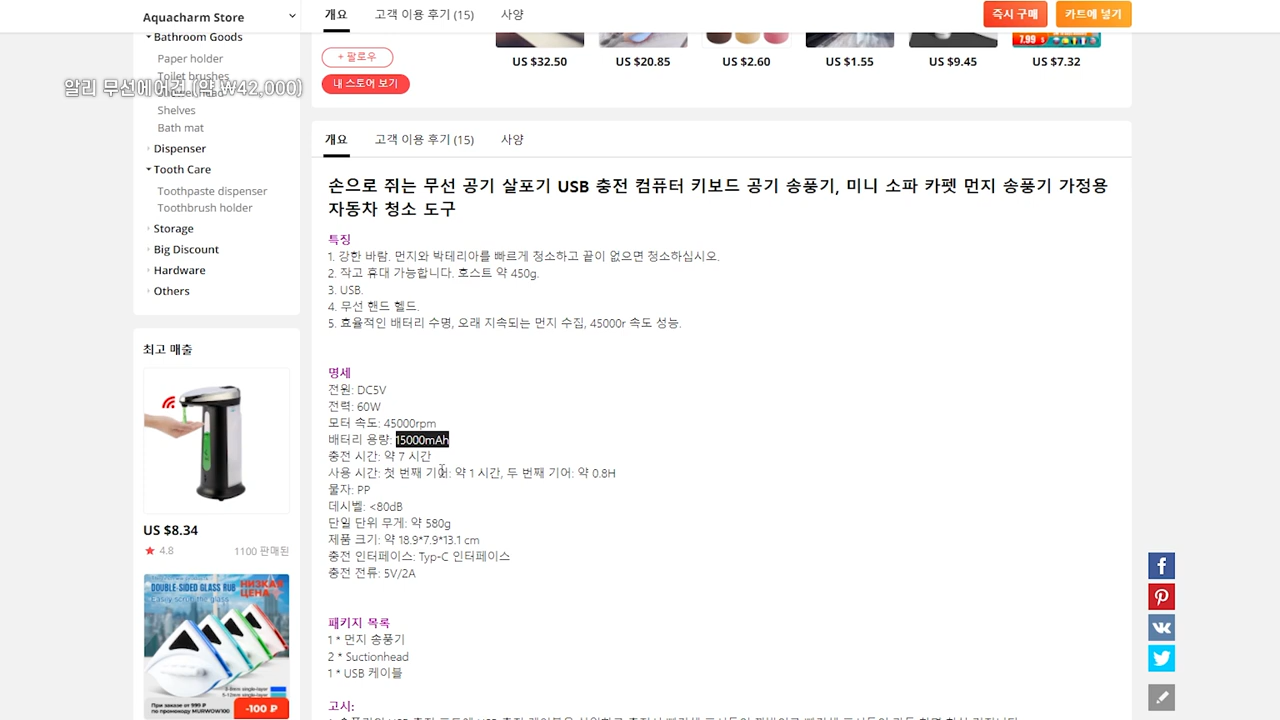 Aquacharm Store
개요
고객 이용 후기 (15)
사양
즉시 구매
카트에 넣기
Bathroom Goods
Paper holder
Toilet brushes
알리 무선에어건 (약 ₩42,000)
Shelves
Bath mat
Dispenser
Tooth Care
Toothpaste dispenser
Toothbrush holder
Storage
Big Discount
Hardware
Others
+ 팔로우
내 스토어 보기
US $32.50
US $20.85
US $2.60
US $1.55
US $9.45
7.99
US $7.32
개요
고객 이용 후기 (15)
사양
손으로 쥐는 무선 공기 살포기 USB 충전 컴퓨터 키보드 공기 송풍기, 미니 소파 카펫 먼지 송풍기 가정용
자동차 청소 도구
특징
1. 강한 바람. 먼지와 박테리아를 빠르게 청소하고 끝이 없으면 청소하십시오.
2. 작고 휴대 가능합니다. 호스트 약 450g.
3. USB.
4. 무선 핸드 헬드.
5. 효율적인 배터리 수명, 오래 지속되는 먼지 수집, 45000r 속도 성능.
명세
전원: DC5V
전력: 60W
모터 속도: 45000rpm
배터리 용량: 15000mAh
충전 시간: 약 7 시간
사용 시간: 첫 번째 기어: 약 1 시간, 두 번째 기어: 약 0.8H
물자: PP
데시벨: <80dB
단일 단위 무게: 약 580g
제품 크기: 약 18.9*7.9*13.1 cm
충전 인터페이스: Typ-C 인터페이스
충전 전류: 5V/2A
패키지 목록
1 * 먼지 송풍기
2 * Suctionhead
1 * USB 케이블
고시:
최고 매출
US $8.34
4.8
1100 판매된
DOUBLE-SIDED GLASS RUB
Easley scrub the glass
НИЗКАЯ
ЦЕНА
При заказе от 999 ₽
по промокоду MURWOW100
-100 ₽